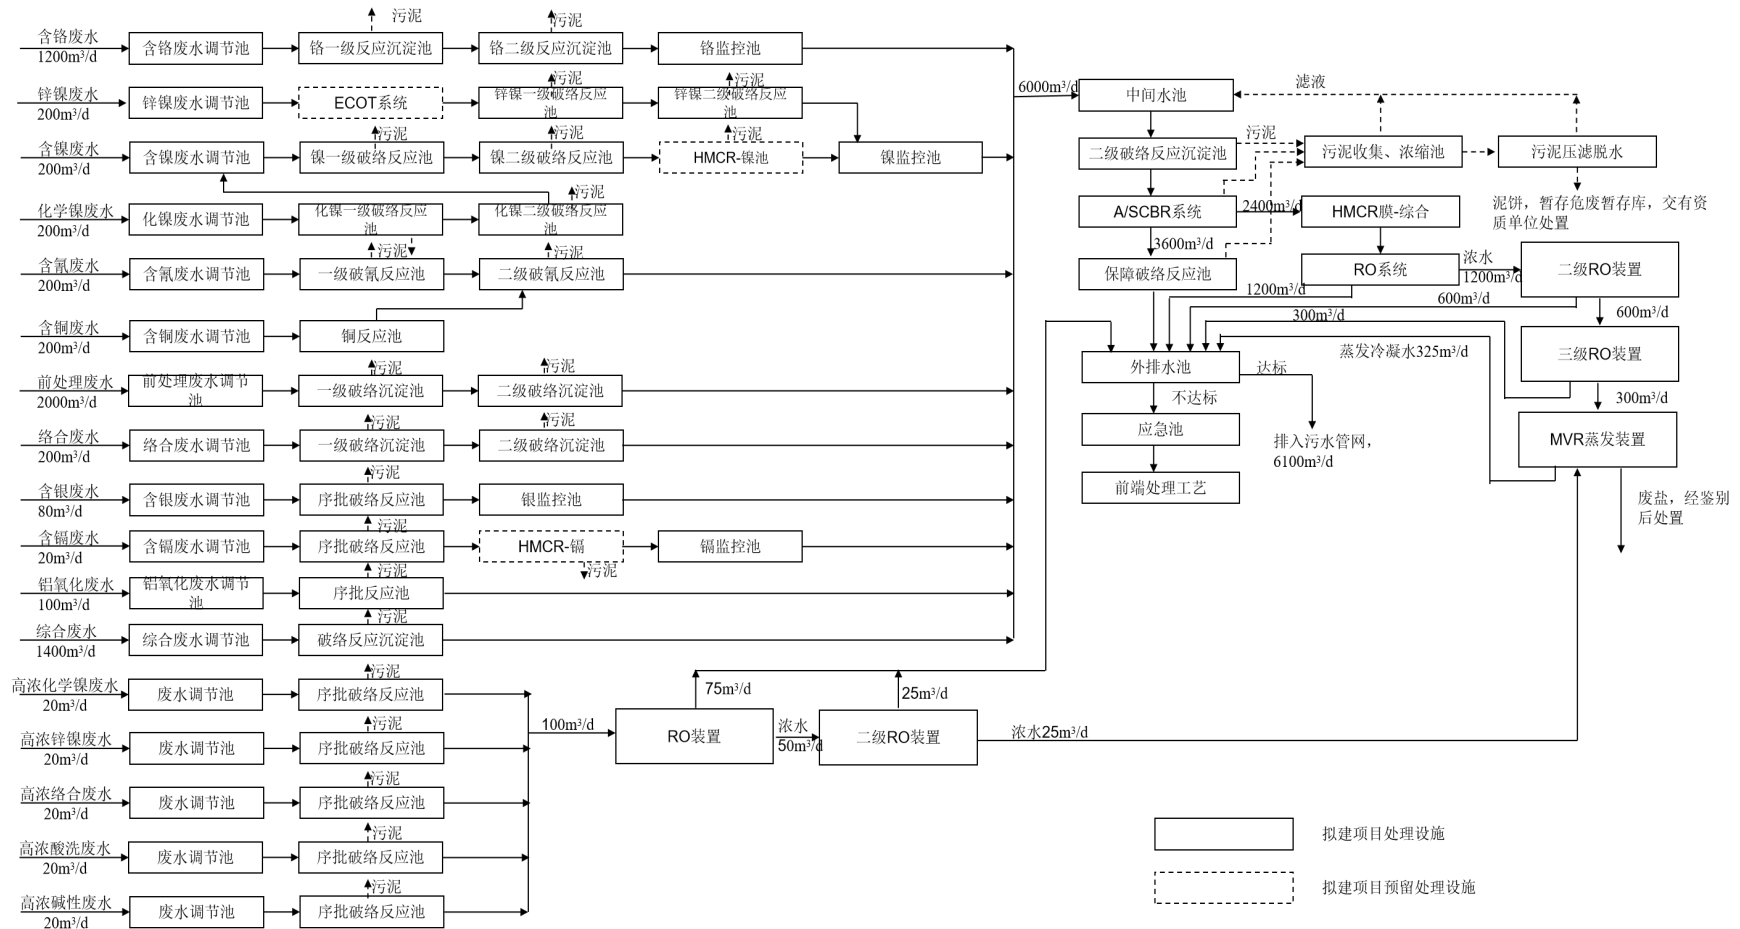 污泥
污泥
含铬废水
1200m³/d
含铬废水调节池
铬一级反应沉淀池
铬二级反应沉淀池
铬监控池
锌镍废水
200m³/d
锌镍废水调节池
ECOT系统
污泥
锌镍一级破络反应
池
污泥
锌镍二级破络反应
池
含镍废水
200m³/d
含镍废水调节池
污泥
镍一级破络反应池
污泥
镍二级破络反应池
污泥
HMCR-镍池
镍监控池
化学镍废水
200m³/d
化镍废水调节池
化镍一级破络反应
池
污泥
化镍二级破络反应
池
含氰废水
200m³/d
含氰废水调节池
污泥
一级破氰反应池
污泥
二级破氰反应池
含铜废水
200m³/d
含铜废水调节池
铜反应池
前处理废水
2000m³/d
前处理废水调节
池
污泥
一级破络沉淀池
污泥
二级破络沉淀池
络合废水
200m³/d
络合废水调节池
污泥
一级破络沉淀池
污泥
二级破络沉淀池
含银废水
80m³/d
含银废水调节池
污泥
序批破络反应池
银监控池
含镉废水
20m³/d
含镉废水调节池
污泥
序批破络反应池
HMCR-镉
污泥
镉监控池
铝氧化废水
100m³/d
铝氧化废水调节
池
污泥
序批反应池
综合废水
1400m³/d
综合废水调节池
污泥
破络反应沉淀池
高浓化学镍废水
20m³/d
废水调节池
污泥
序批破络反应池
高浓锌镍废水
20m³/d
废水调节池
污泥
序批破络反应池
高浓络合废水
20m³/d
废水调节池
污泥
序批破络反应池
高浓酸洗废水
20m³/d
废水调节池
污泥
序批破络反应池
高浓碱性废水
20m³/d
废水调节池
污泥
序批破络反应池
100m³/d
RO装置
75m³/d
浓水
50m³/d
二级RO装置
25m³/d
浓水25m³/d
6000m³/d
中间水池
滤液
二级破络反应沉淀池
污泥
污泥收集、浓缩池
污泥压滤脱水
泥饼，暂存危废暂存库，交有资
质单位处置
A/SCBR系统
2400m³/d
HMCR膜-综合
3600m³/d
保障破络反应池
RO系统
浓水
1200m³/d
二级RO装置
1200m³/d
600m³/d
300m³/d
600m³/d
三级RO装置
蒸发冷凝水325m³/d
300m³/d
外排水池
达标
不达标
应急池
排入污水管网，
6100m³/d
前端处理工艺
MVR蒸发装置
废盐，经鉴别
后处置
拟建项目处理设施
拟建项目预留处理设施